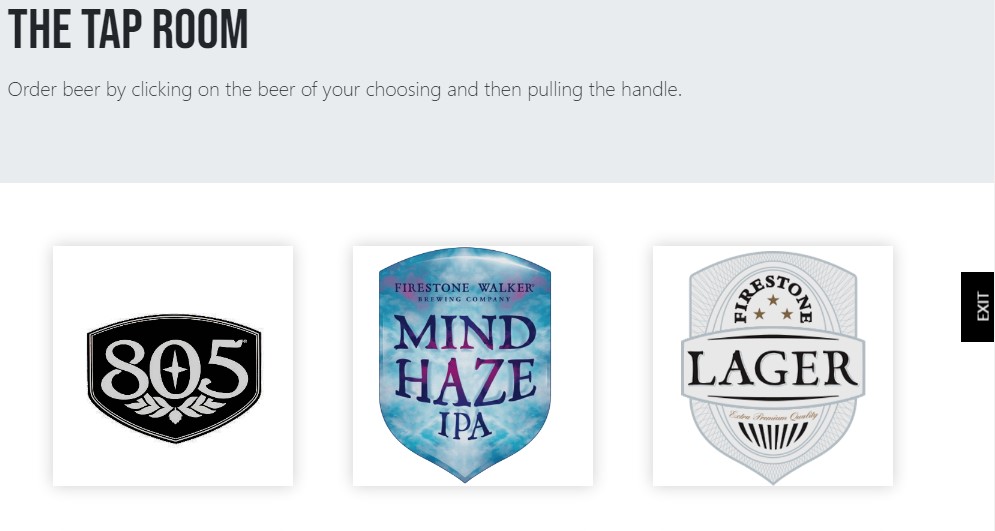 THE TAP ROOM
Order beer by clicking on the beer of your choosing and then pulling the handle.
805
FIRESTONE WALKER
BREWING COMPANY
MIND
HAZE
IPA
FIRESTONE
LAGER
Extra Premium Quality
EXIT